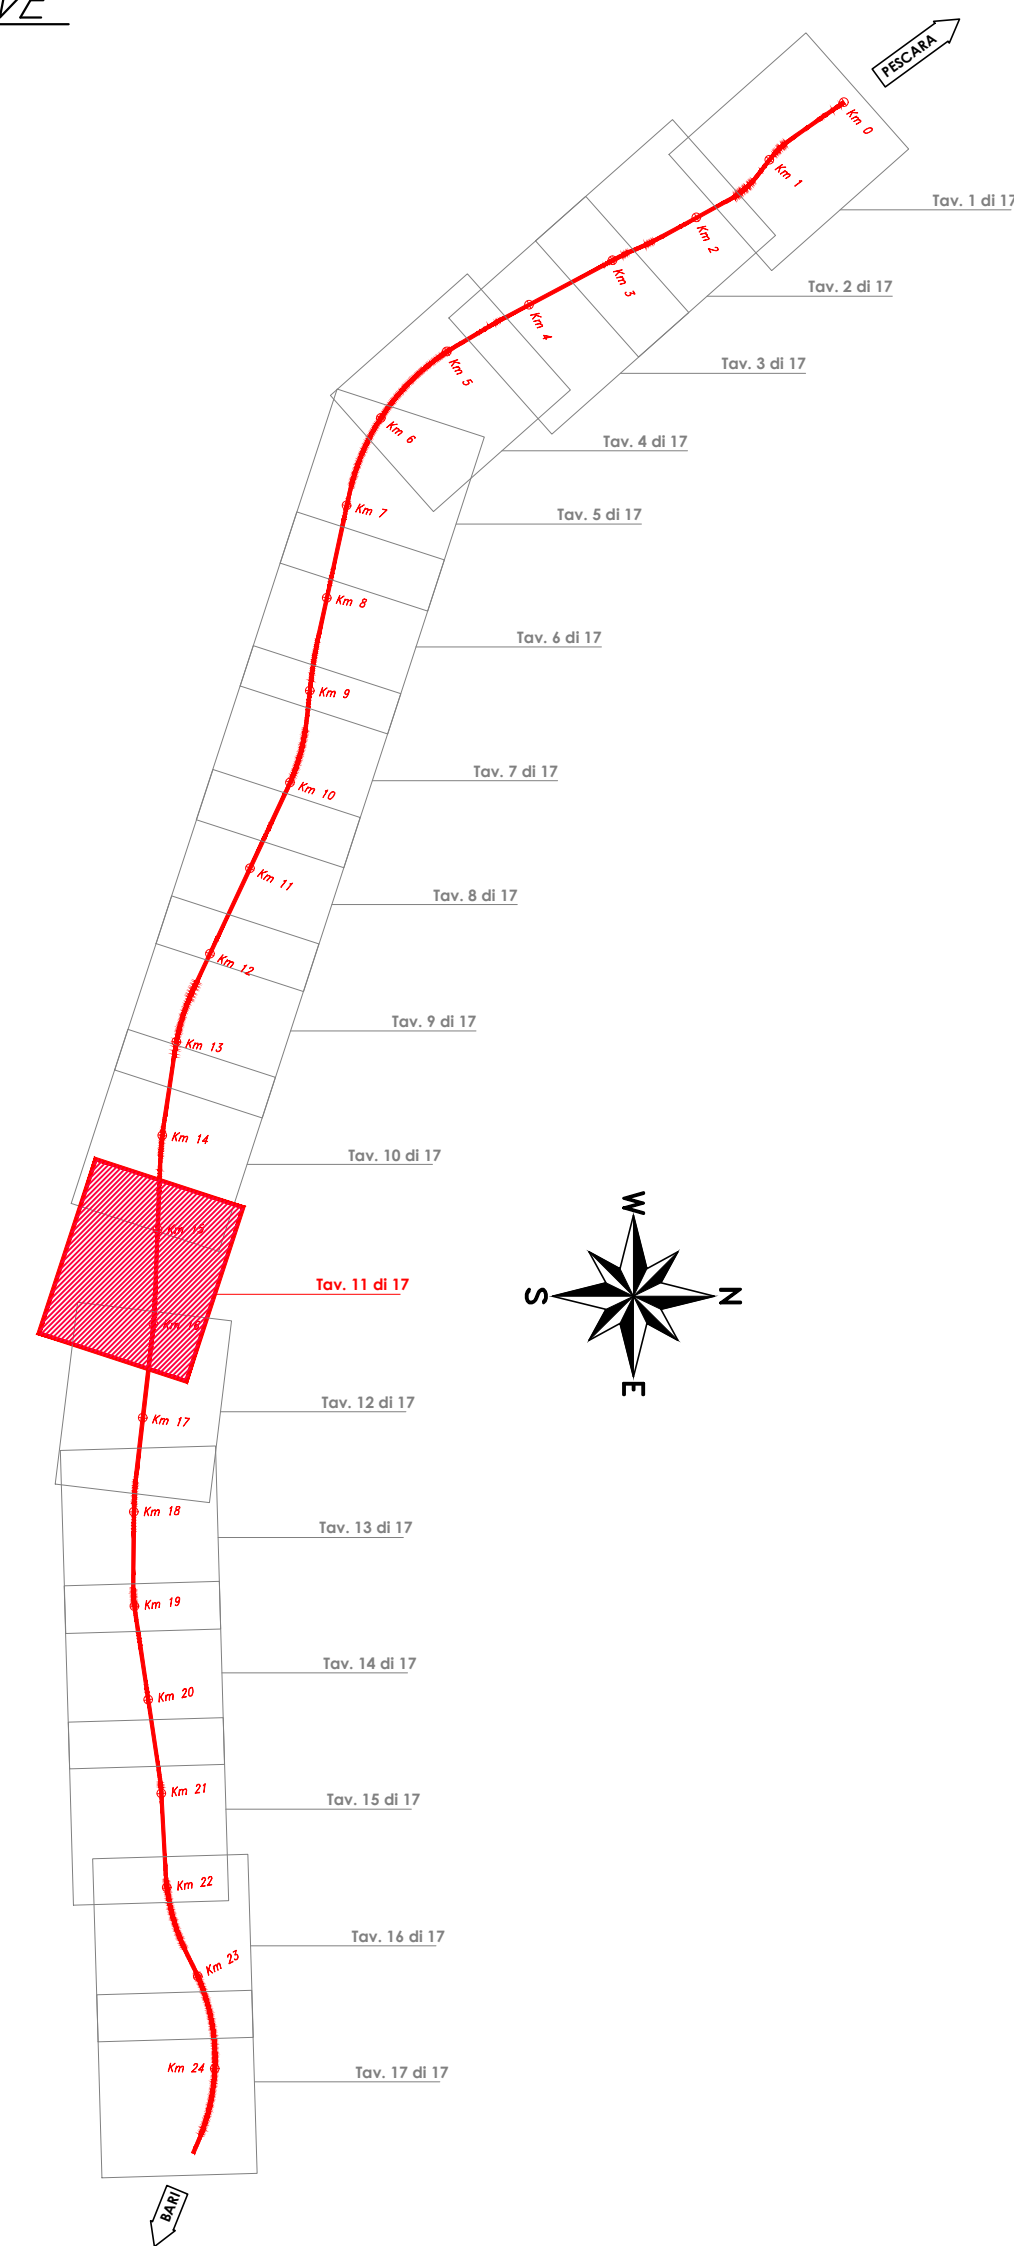 PESCARA
Km 0
Km 1
Tav. 1 di 17
Km 2
Km 3
Tav. 2 di 17
Km 4
Km 5
Tav. 3 di 17
Km 6
Tav. 4 di 17
Km 7
Tav. 5 di 17
Km 8
Tav. 6 di 17
Km 9
Tav. 7 di 17
Km 10
Km 11
Tav. 8 di 17
Km 12
Tav. 9 di 17
Km 13
Km 14
Tav. 10 di 17
W
Km 15
Tav. 11 di 17
S
N
Km 16
E
Tav. 12 di 17
Km 17
Km 18
Tav. 13 di 17
Km 19
Tav. 14 di 17
Km 20
Km 21
Tav. 15 di 17
Km 22
Tav. 16 di 17
Km 23
Km 24
Tav. 17 di 17
BARI